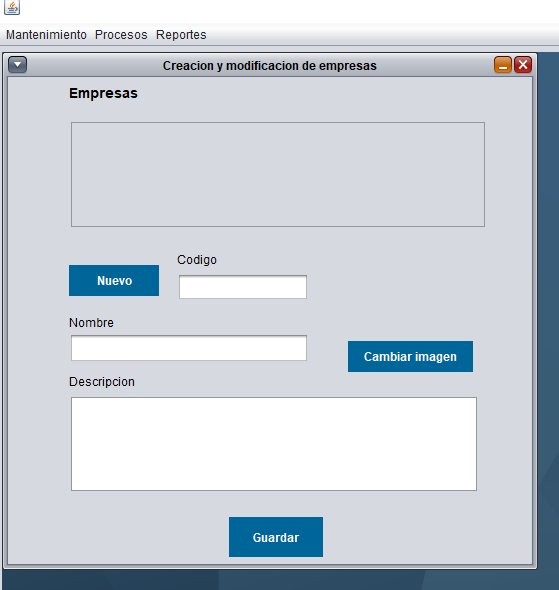 Mantenimiento Procesos Reportes
Creacion y modificacion de empresas
Empresas
Codigo
Nuevo
Nombre
Cambiar imagen
Descripcion
Guardar